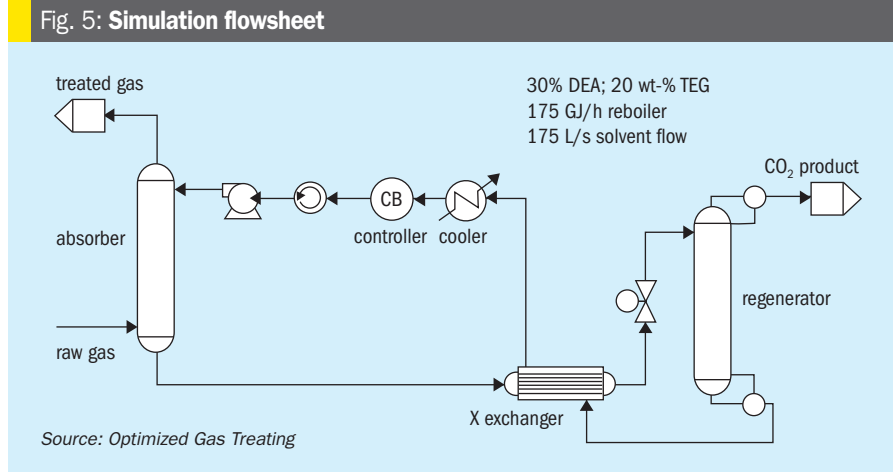 Fig. 5: Simulation flowsheet
treated gas
30% DEA; 20 wt-% TEG
175 GJ/h reboiler
175 L/s solvent flow
CO₂ product
CB
absorber
controller
cooler
regenerator
raw gas
X exchanger
Source: Optimized Gas Treating